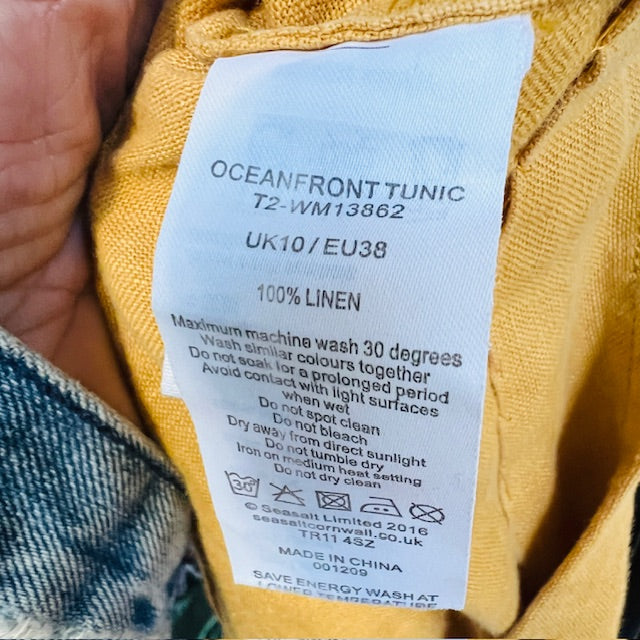 OCEANFRONT TUNIC
T2-WM13862
UK10 / EU38
100% LINEN
Maximum machine wash 30 degrees
Wash similar colours together
Do not soak for a prolonged period
Avoid contact with light surfaces
when wet
Do not spot clean
Do not bleach
Dry away from direct sunlight
Do not tumble dry
Iron on medium heat setting
Do not dry clean
30°
© Seasalt Limited 2016
seasaltcornwall.co.uk
TR11 4SZ
MADE IN CHINA
001209
SAVE ENERGY WASH AT
LOWER TEMPERATURE